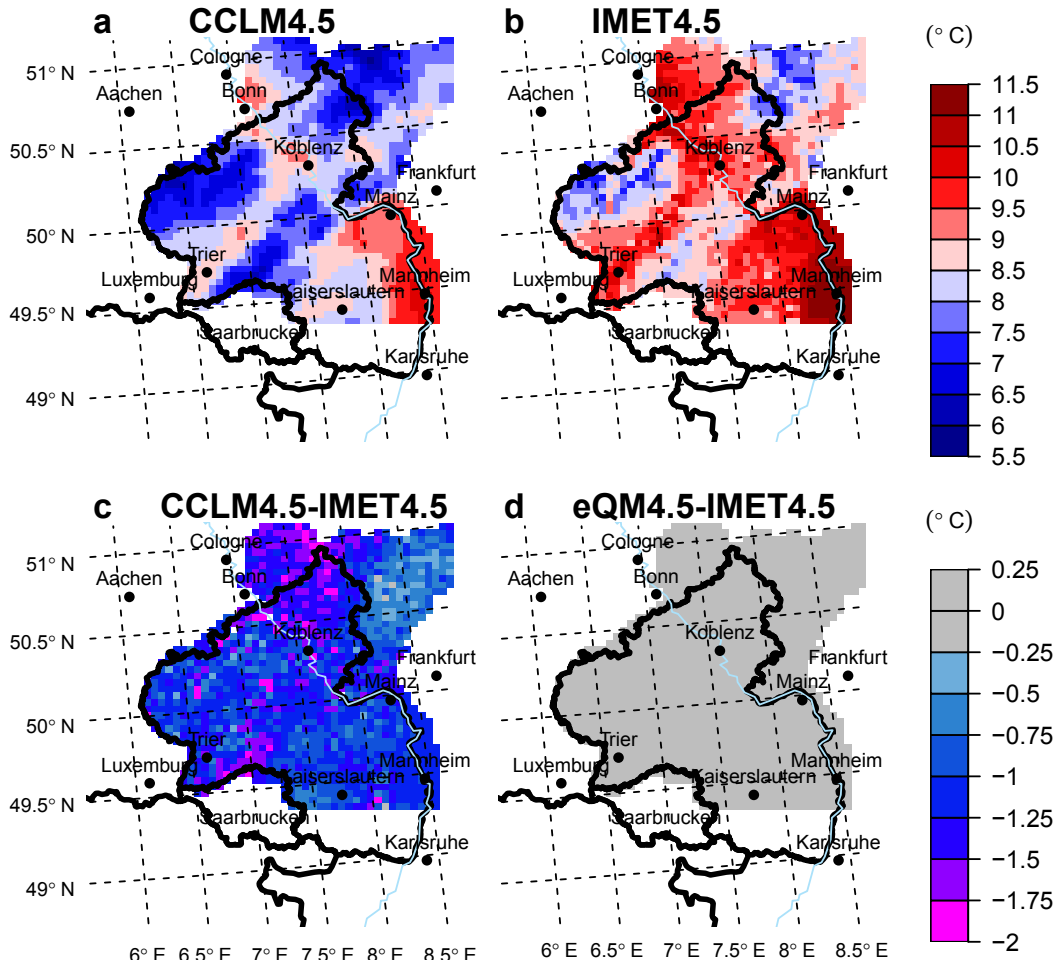 a CCLM4.5
b IMET4.5
(° C)
51° N
50.5° N
50° N
49.5° N
49° N
Cologne
Aachen
Bonn
Koblenz
Frankfurt
Mainz
Trier
Luxemburg
Mannheim
Kaiserslautern
Saarbrucken
Karlsruhe
Cologne
Aachen
Bonn
Koblenz
Frankfurt
Mainz
Trier
Luxemburg
Mannheim
Kaiserslautern
Saarbrucken
Karlsruhe
11.5
11
10.5
10
9.5
9
8.5
8
7.5
7
6.5
6
5.5
c CCLM4.5-IMET4.5
d eQM4.5-IMET4.5
(° C)
51° N
50.5° N
50° N
49.5° N
49° N
Cologne
Aachen
Bonn
Koblenz
Frankfurt
Mainz
Trier
Luxemburg
Mannheim
Kaiserslautern
Saarbrucken
Karlsruhe
Cologne
Aachen
Bonn
Koblenz
Frankfurt
Mainz
Trier
Luxemburg
Mannheim
Kaiserslautern
Saarbrucken
Karlsruhe
0.25
0
−0.25
−0.5
−0.75
−1
−1.25
−1.5
−1.75
−2
6° E 6.5° E 7° E 7.5° E 8° E 8.5° E
6° E 6.5° E 7° E 7.5° E 8° E 8.5° E